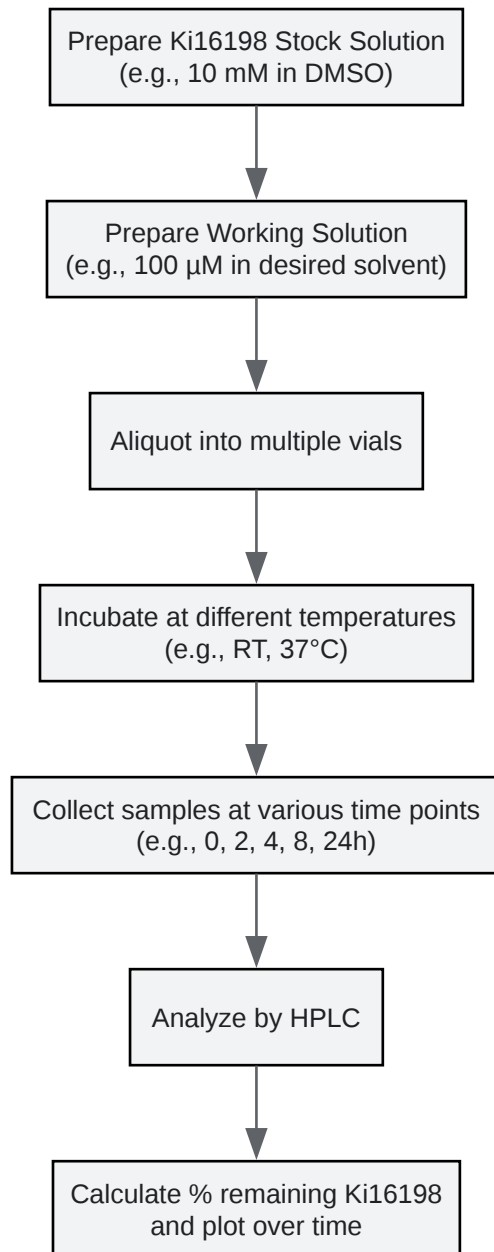 Prepare Ki16198 Stock Solution
(e.g., 10 mM in DMSO)
Prepare Working Solution
(e.g., 100 µM in desired solvent)
Aliquot into multiple vials
Incubate at different temperatures
(e.g., RT, 37°C)
Collect samples at various time points
(e.g., 0, 2, 4, 8, 24h)
Analyze by HPLC
Calculate % remaining Ki16198
and plot over time